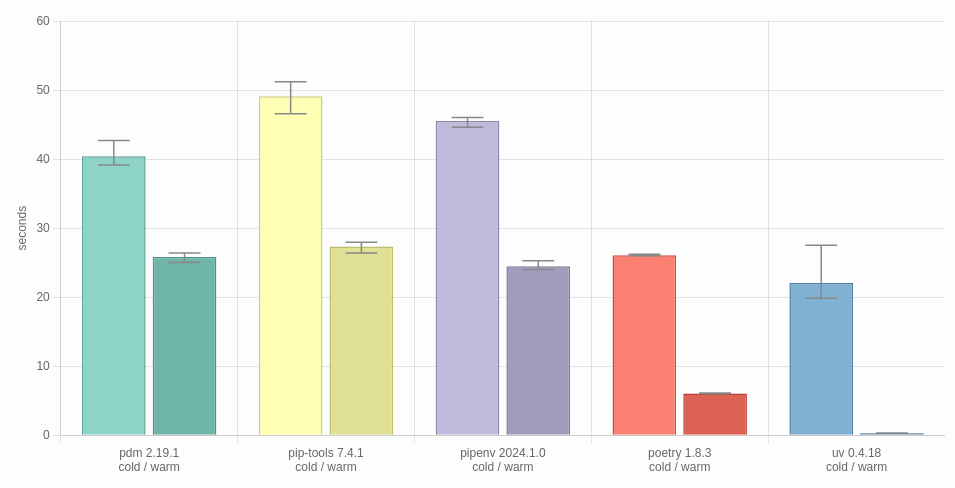 60
50
40
30
20
10
0
seconds
pdm 2.19.1
cold / warm
pip-tools 7.4.1
cold / warm
pipenv 2024.1.0
cold / warm
poetry 1.8.3
cold / warm
uv 0.4.18
cold / warm